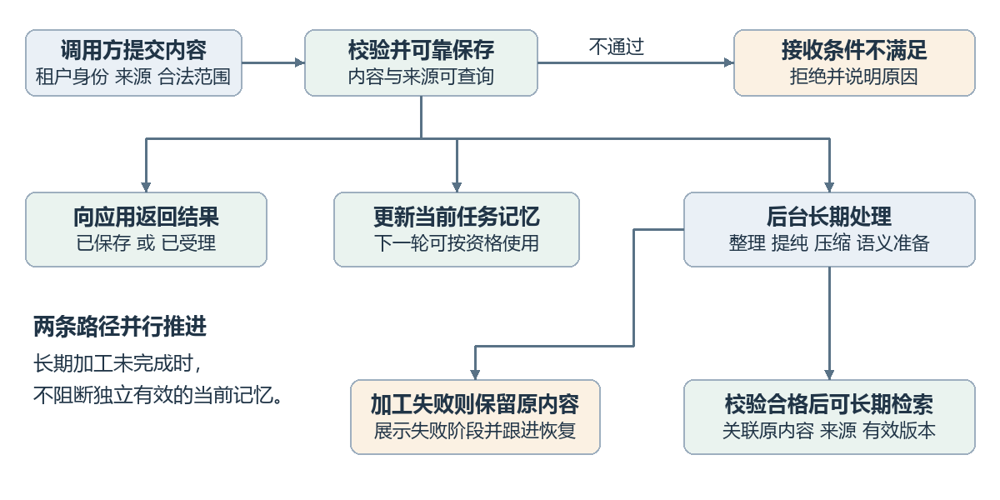 调用方提交内容
租户身份 来源 合法范围
校验并可靠保存
内容与来源可查询
不通过
接收条件不满足
拒绝并说明原因
向应用返回结果
已保存 或 已受理
更新当前任务记忆
下一轮可按资格使用
后台长期处理
整理 提纯 压缩 语义准备
两条路径并行推进
长期加工未完成时，
不阻断独立有效的当前记忆。
加工失败则保留原内容
展示失败阶段并跟进恢复
校验合格后可长期检索
关联原内容 来源 有效版本